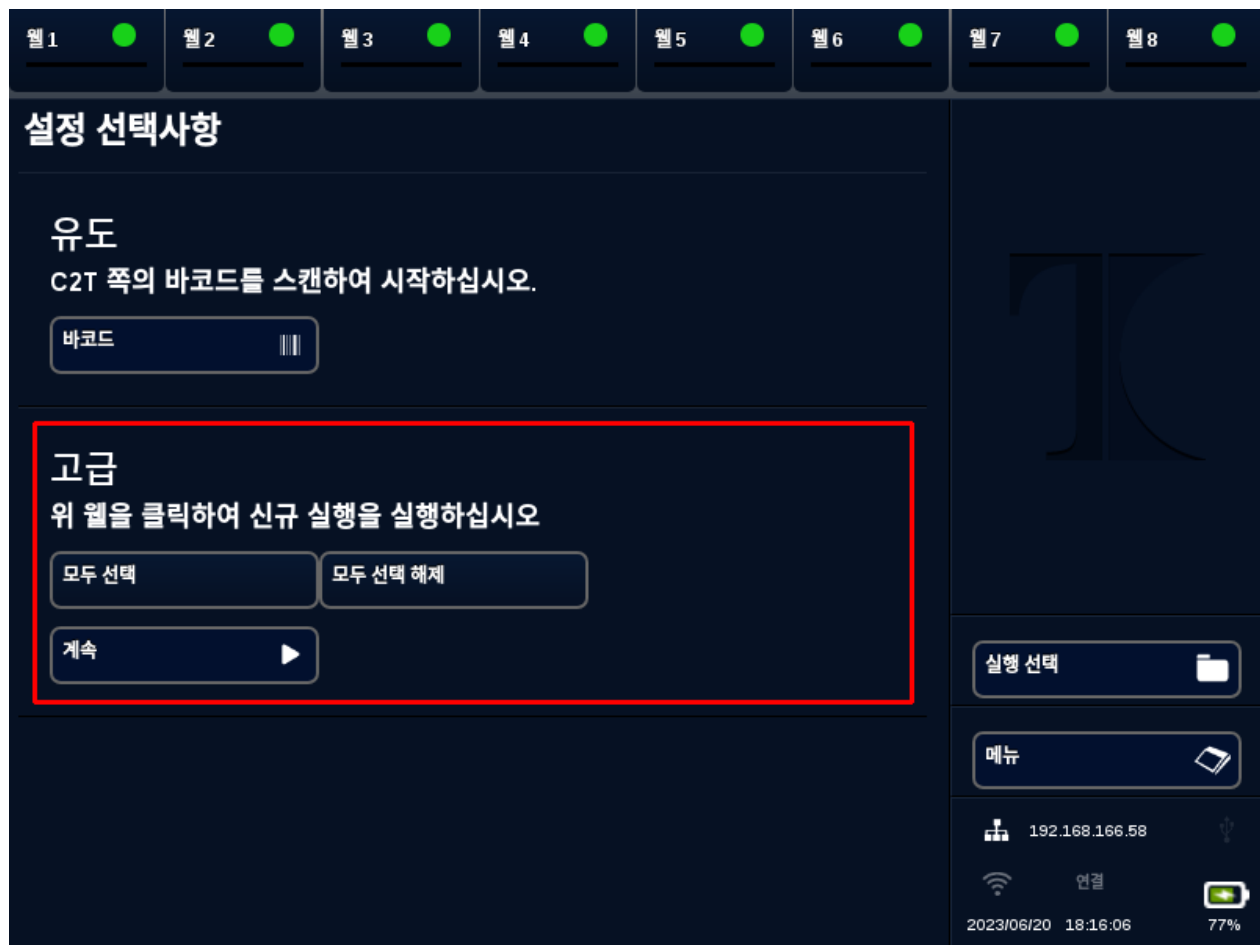 웰1 웰2 웰3 웰4 웰5 웰6 웰7 웰8
설정 선택사항
유도
C2T 쪽의 바코드를 스캔하여 시작하십시오.
바코드
고급
위 웰을 클릭하여 신규 실행을 실행하십시오
모두 선택 모두 선택 해제
계속
실행 선택
메뉴
192.168.166.58
연결
2023/06/20 18:16:06 77%